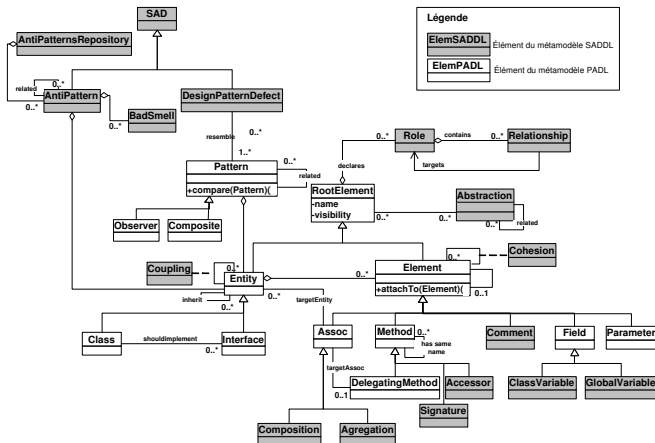 SAD
Légende
AntiPatternsRepository
ElemSADDL
Élément du métamodèle SADDL
ElemPADL
Élément du métamodèle PADL
0..*
related
AntiPattern
0..*
BadSmell
0..*
DesignPatternDefect
0..*
resemble
1..*
0..*
Role
contains
0..*
Relationship
Pattern
0..*
related
+compare(Pattern)(
declares
targets
RootElement
-name
-visibility
Abstraction
0..*
0..*
0..*
related
Observer
Composite
Coupling
0..*
Entity
0..*
inherit
0..*
0..*
Element
+attachTo(Element)(
0..*
Cohesion
0..1
targetEntity
Class
shouldimplement
0..*
Interface
Assoc
Method
0..*
has same
name
Comment
Field
Parameter
targetAssoc
0..1
DelegatingMethod
Accessor
ClassVariable
GlobalVariable
Signature
Composition
Agregation